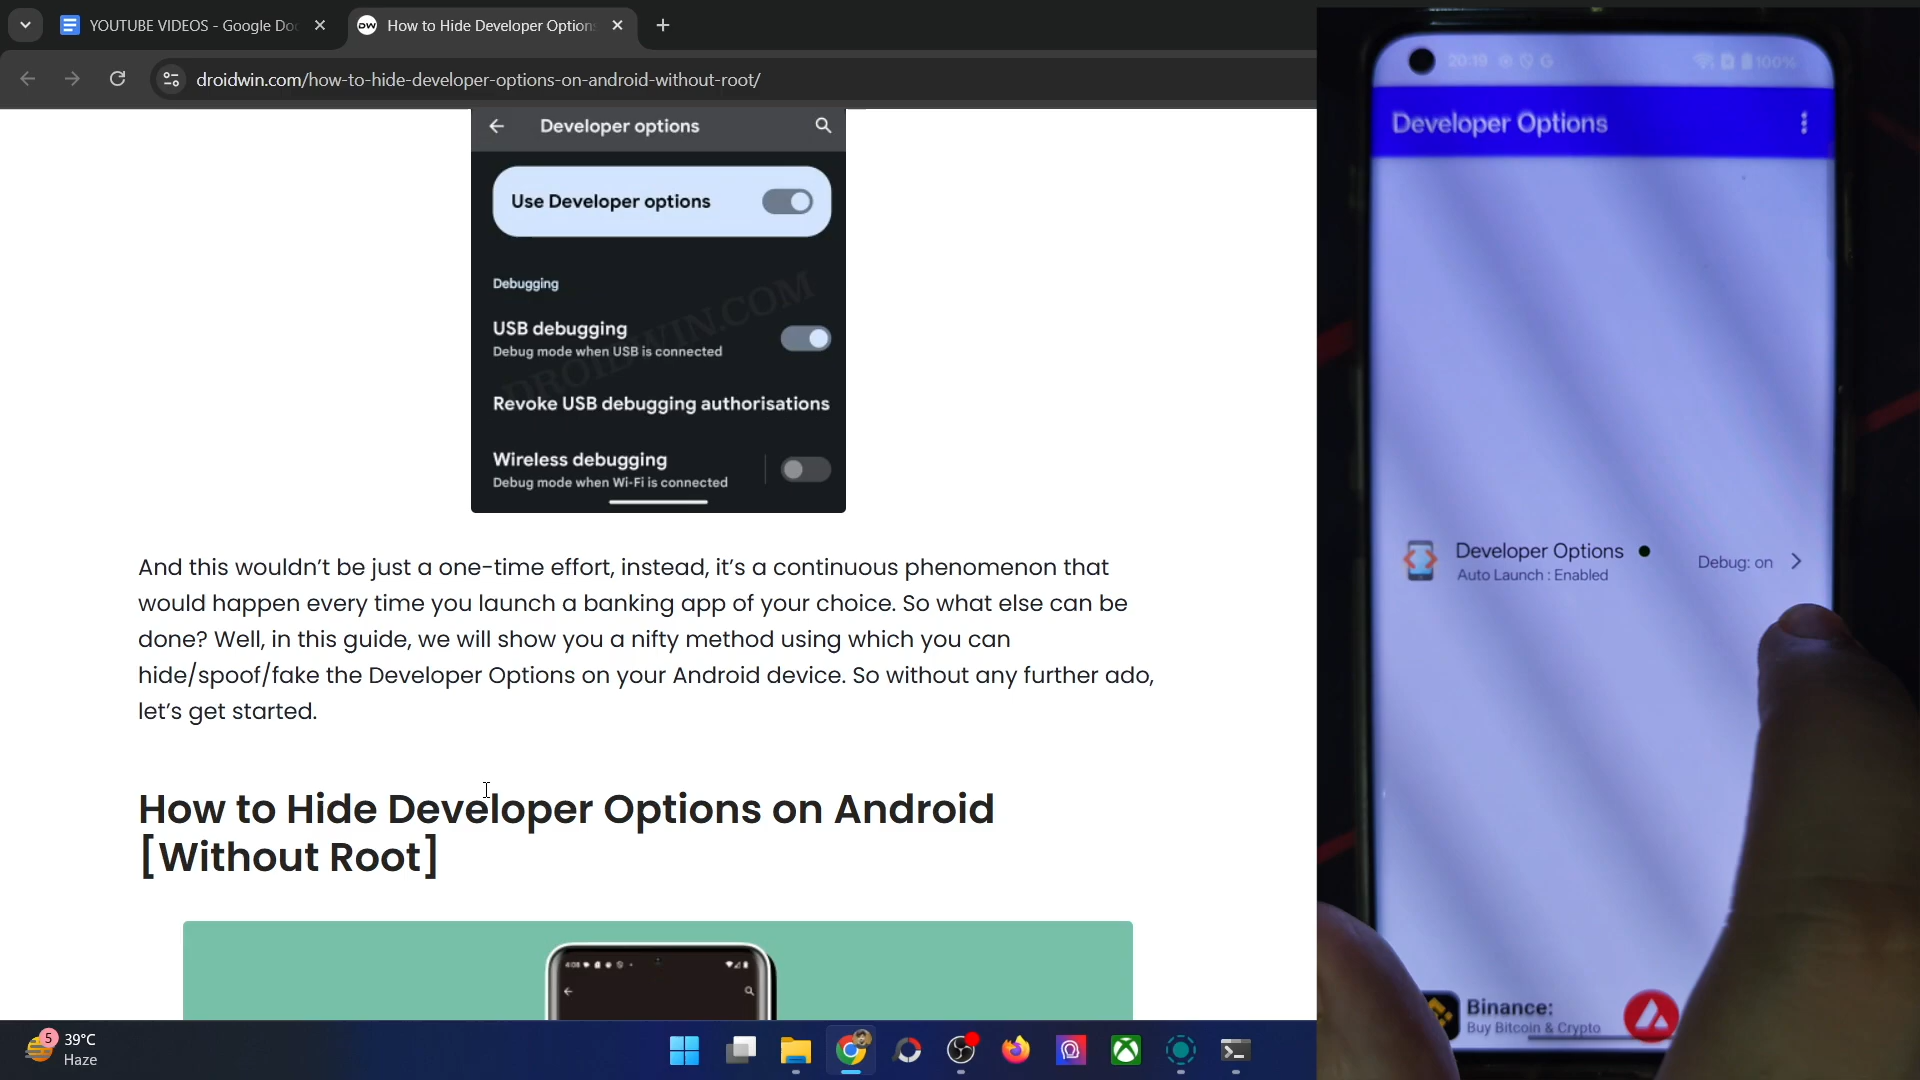 YOUTUBE VIDEOS - Google Doc
How to Hide Developer Option
droidwin.com/how-to-hide-developer-options-on-android-without-root/
Developer options
Use Developer options
Debugging
USB debugging
Debug mode when USB is connected
DROIDWIN.COM
Revoke USB debugging authorisations
Wireless debugging
Debug mode when Wi-Fi is connected
And this wouldn’t be just a one-time effort, instead, it’s a continuous phenomenon that
would happen every time you launch a banking app of your choice. So what else can be
done? Well, in this guide, we will show you a nifty method using which you can
hide/spoof/fake the Developer Options on your Android device. So without any further ado,
let’s get started.
How to Hide Developer Options on Android
[Without Root]
5
39°C
Haze
20:19
100%
Developer Options
Developer Options
Auto Launch : Enabled
Debug: on
Binance:
Buy Bitcoin & Crypto